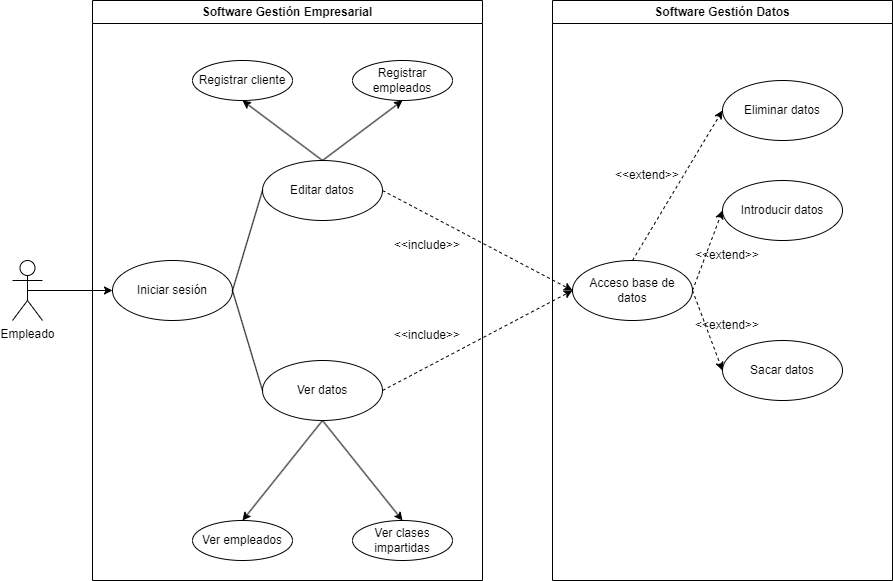 Software Gestión Empresarial
Software Gestión Datos
Registrar cliente
Registrar
empleados
Eliminar datos
<<extend>>
Editar datos
Introducir datos
<<include>>
<<extend>>
Iniciar sesión
Acceso base de
datos
Empleado
<<include>>
<<extend>>
Ver datos
Sacar datos
Ver empleados
Ver clases
impartidas